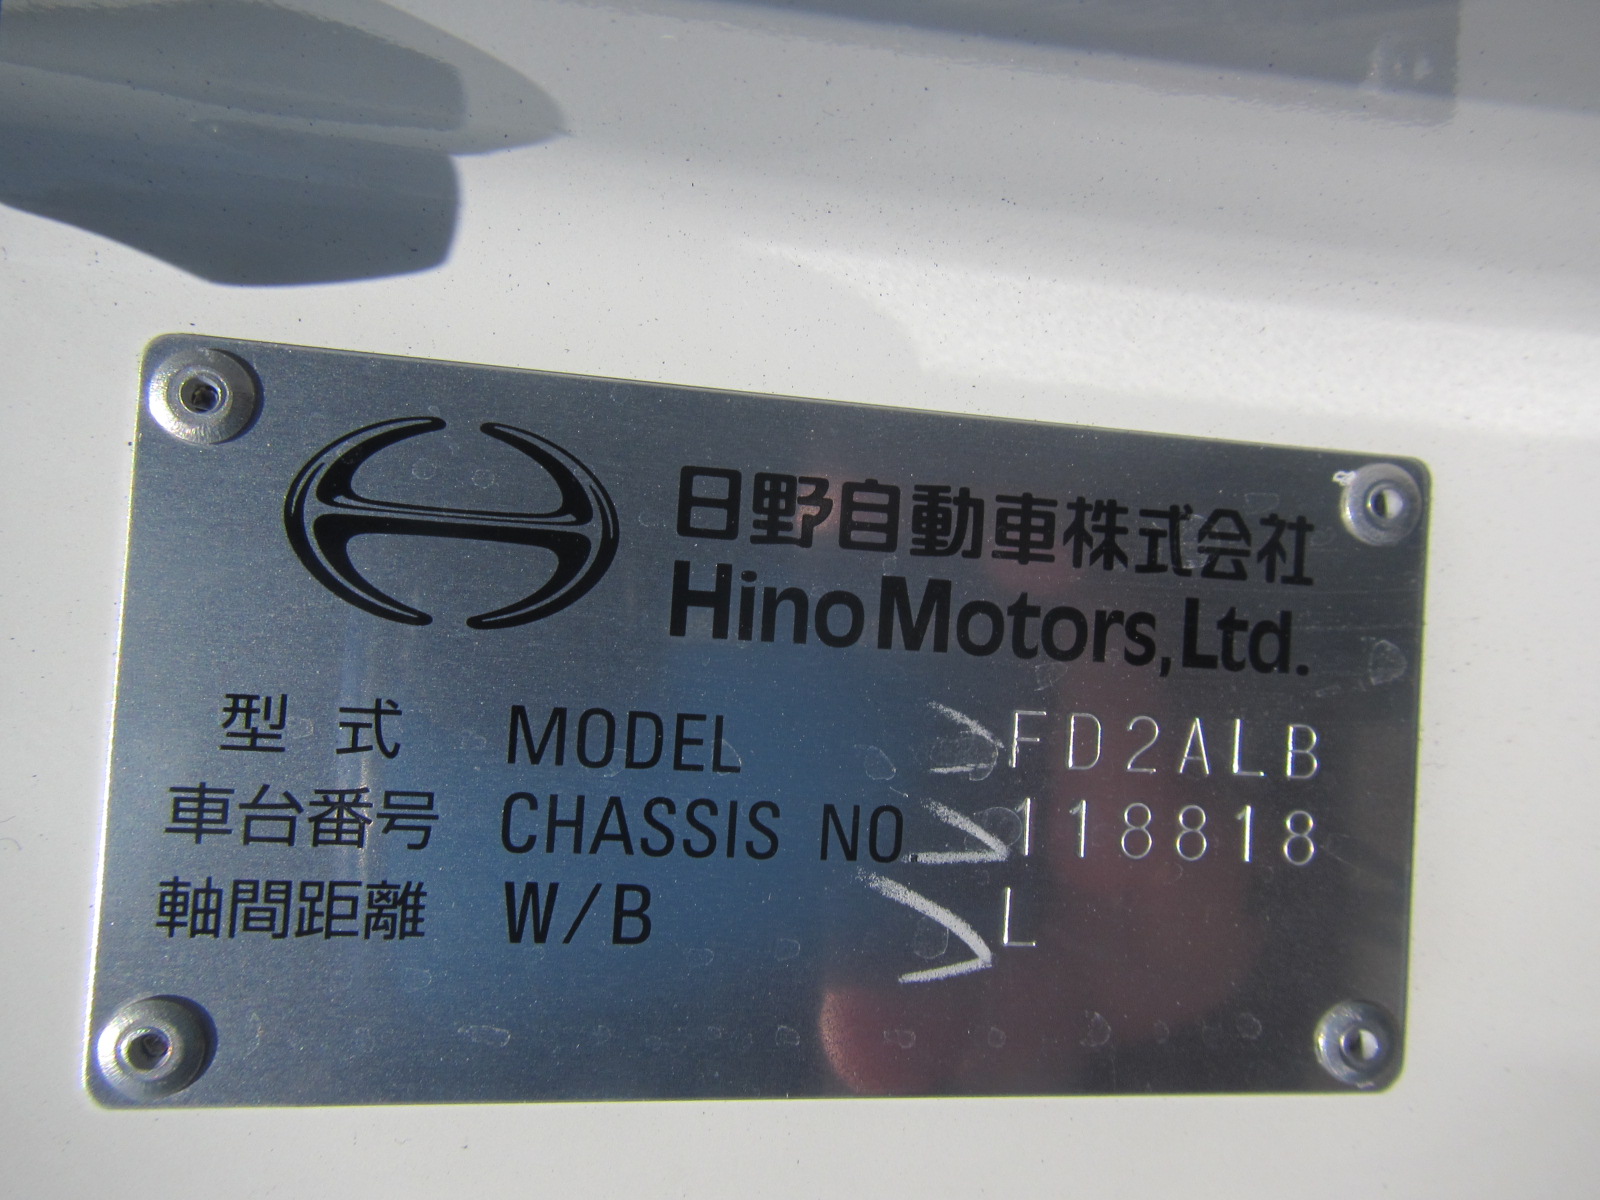 日野自動車株式会社
Hino Motors, Ltd.
型式 MODEL FD2ALB
車台番号 CHASSIS NO. 118818
軸間距離 W/B L